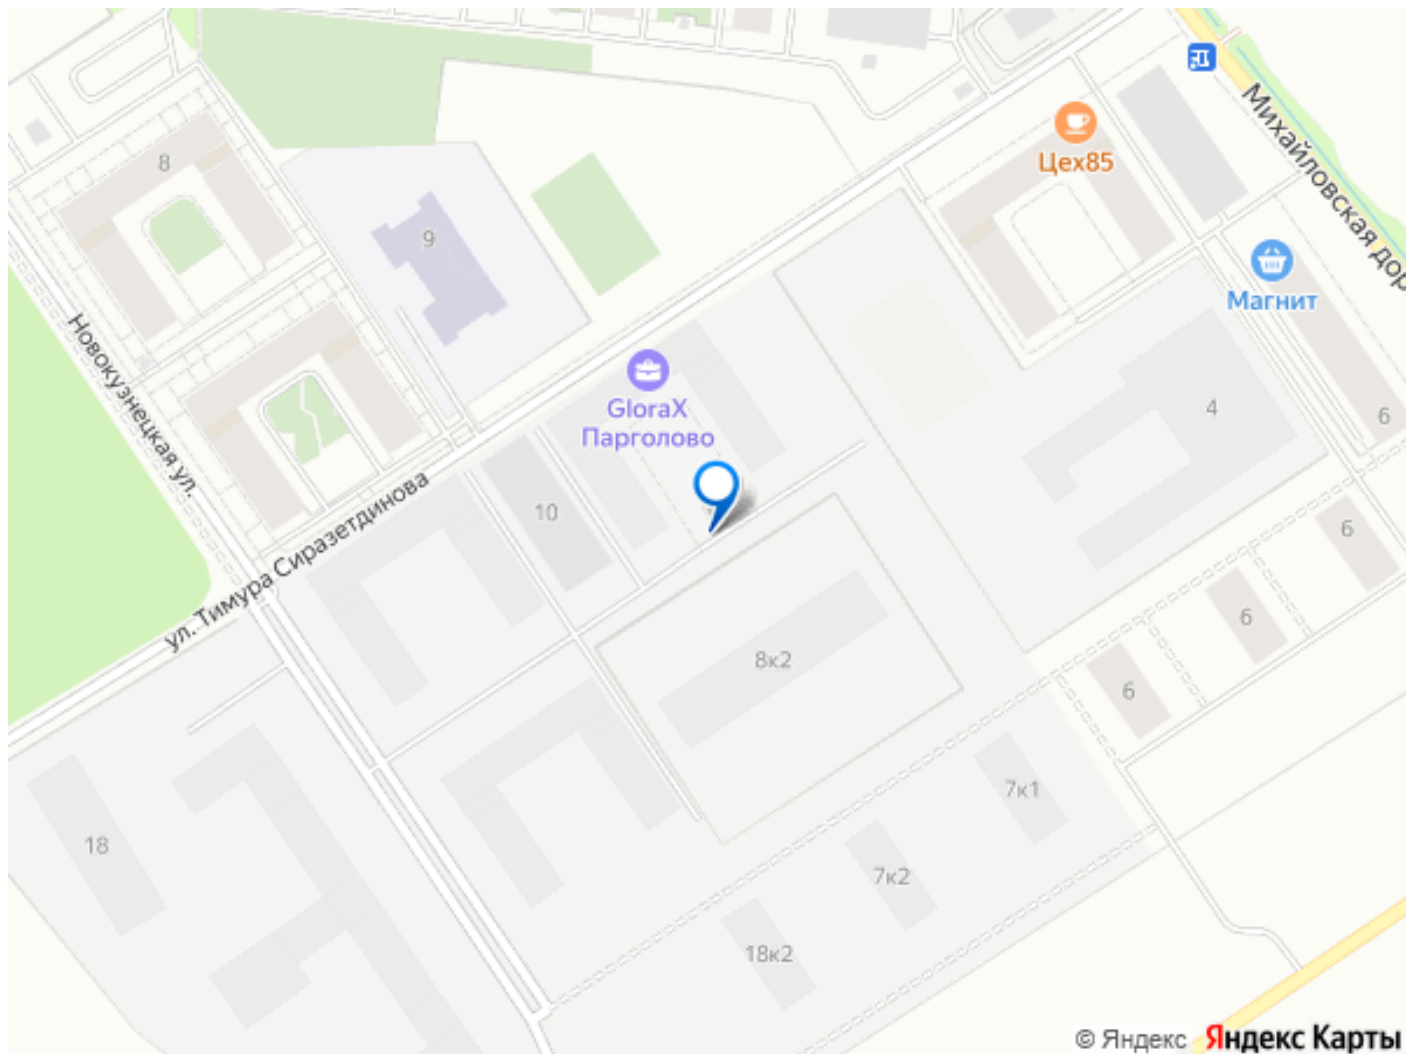 8
9
Цех85
Михайловская дор
Магнит
Новокузнецкая ул.
GloraX
Парголово
4
6
ул. Тимура Сиразетдинова
10
6
6
8к2
6
7к1
18
7к2
18к2
© Яндекс Яндекс Карты